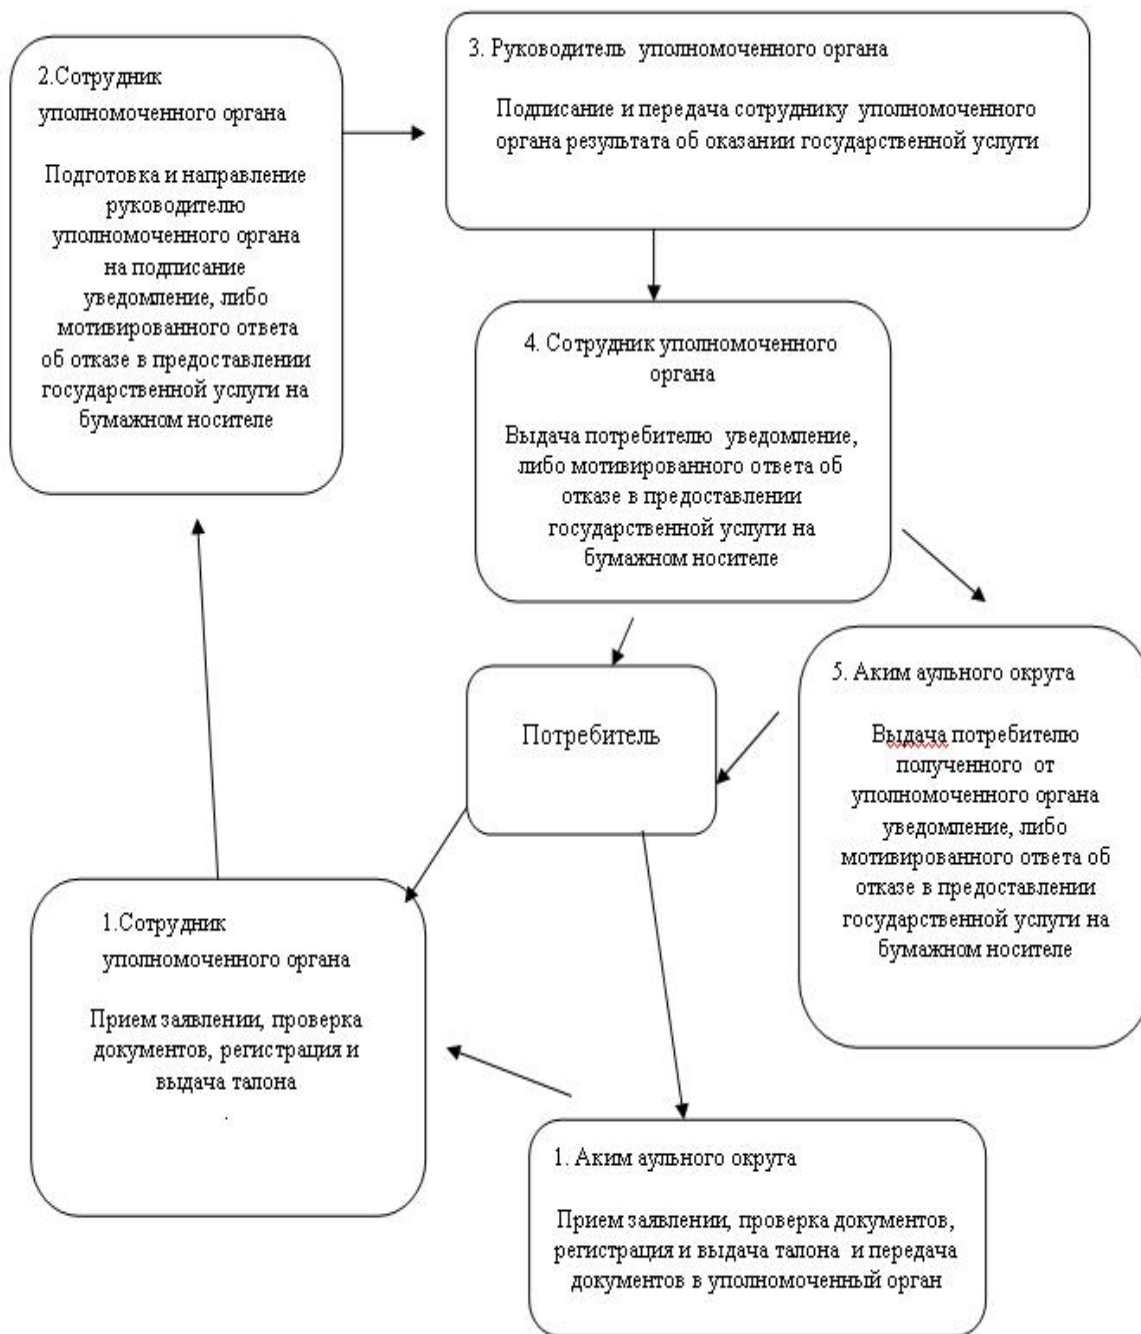 2.Сотрудник
уполномоченного органа
Подготовка и направление
руководителю
уполномоченного органа
на подписание
уведомление, либо
мотивированного ответа
об отказе в предоставлении
государственной услуги на
бумажном носителе
3. Руководитель уполномоченного органа
Подписание и передача сотруднику уполномоченного
органа результата об оказании государственной услуги
4. Сотрудник уполномоченного
органа
Выдача потребителю уведомление,
либо мотивированного ответа об
отказе в предоставлении
государственной услуги на
бумажном носителе
5. Аким аульного округа
Выдача потребителю
полученного от
уполномоченного органа
уведомление, либо
мотивированного ответа об
отказе в предоставлении
государственной услуги на
бумажном носителе
Потребитель
1.Сотрудник
уполномоченного органа
Прием заявлении, проверка
документов, регистрация и
выдача талона
.
1. Аким аульного округа
Прием заявлении, проверка документов,
регистрация и выдача талона и передача
документов в уполномоченный орган